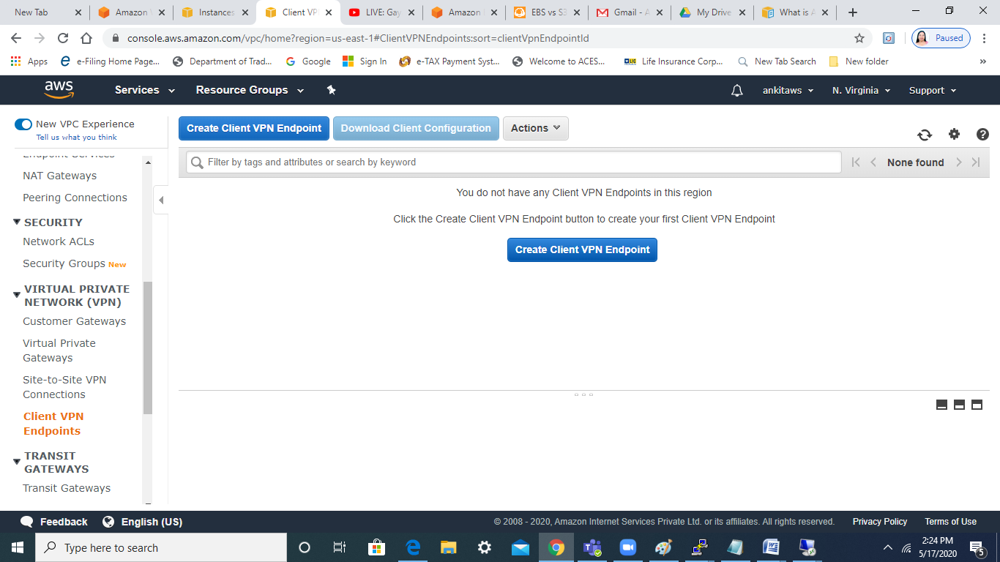 New Tab
Amazon
Instances
Client VP
LIVE: Gay
Amazon
EBS vs S3
Gmail - A
My Drive
What is A
console.aws.amazon.com/vpc/home?region=us-east-1#ClientVPNEndpoints:sort=clientVpnEndpointId
Paused
Apps
e-Filing Home Page...
Department of Trad...
Google
Sign In
e-TAX Payment Syst...
Welcome to ACES...
LIC
Life Insurance Corp...
New Tab Search
New folder
»
aws
Services
Resource Groups
ankitaws
N. Virginia
Support
New VPC Experience
Tell us what you think
Endpoint Services
NAT Gateways
Peering Connections
SECURITY
Network ACLs
Security Groups New
VIRTUAL PRIVATE
NETWORK (VPN)
Customer Gateways
Virtual Private
Gateways
Site-to-Site VPN
Connections
Client VPN
Endpoints
TRANSIT
GATEWAYS
Transit Gateways
Create Client VPN Endpoint
Download Client Configuration
Actions
Filter by tags and attributes or search by keyword
None found
You do not have any Client VPN Endpoints in this region
Click the Create Client VPN Endpoint button to create your first Client VPN Endpoint
Create Client VPN Endpoint
Feedback
English (US)
© 2008 - 2020, Amazon Internet Services Private Ltd. or its affiliates. All rights reserved.
Privacy Policy
Terms of Use
Type here to search
2:24 PM
5/17/2020
5